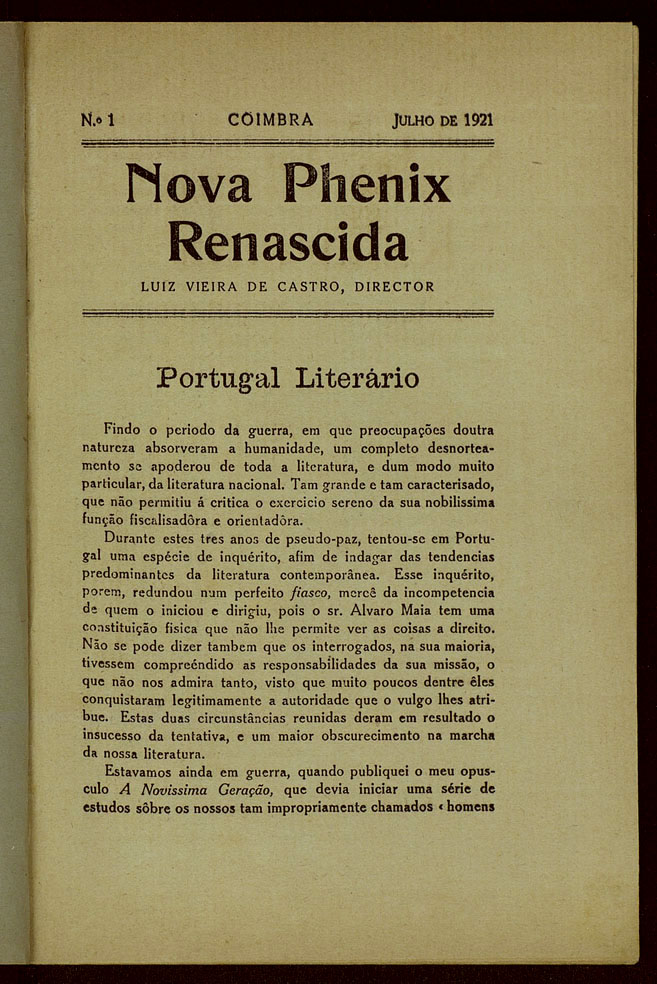 N.º 1 COIMBRA JULHO DE 1921
Nova Phenix
Renascida
LUIZ VIEIRA DE CASTRO, DIRECTOR
Portugal Literário
Findo o periodo da guerra, em que preocupações doutra
natureza absorveram a humanidade, um completo desnortea-
mento se apoderou de toda a literatura, e dum modo muito
particular, da literatura nacional. Tam grande e tam caracterisado,
que não permitiu á critica o exercicio sereno da sua nobilissima
função fiscalisadôra e orientadôra.
Durante estes tres anos de pseudo-paz, tentou-se em Portu-
gal uma espécie de inquérito, afim de indagar das tendencias
predominantes da literatura contemporânea. Esse inquérito,
porem, redundou num perfeito fiasco, mercê da incompetencia
de quem o iniciou e dirigiu, pois o sr. Alvaro Maia tem uma
constituição fisica que não lhe permite ver as coisas a direito.
Não se pode dizer tambem que os interrogados, na sua maioria,
tivessem compreéndido as responsabilidades da sua missão, o
que não nos admira tanto, visto que muito poucos dentre êles
conquistaram legitimamente a autoridade que o vulgo lhes atri-
bue. Estas duas circunstâncias reunidas deram em resultado o
insucesso da tentativa, e um maior obscurecimento na marcha
da nossa literatura.
Estavamos ainda em guerra, quando publiquei o meu opus-
culo A Novissima Geração, que devia iniciar uma série de
estudos sôbre os nossos tam impropriamente chamados « homens